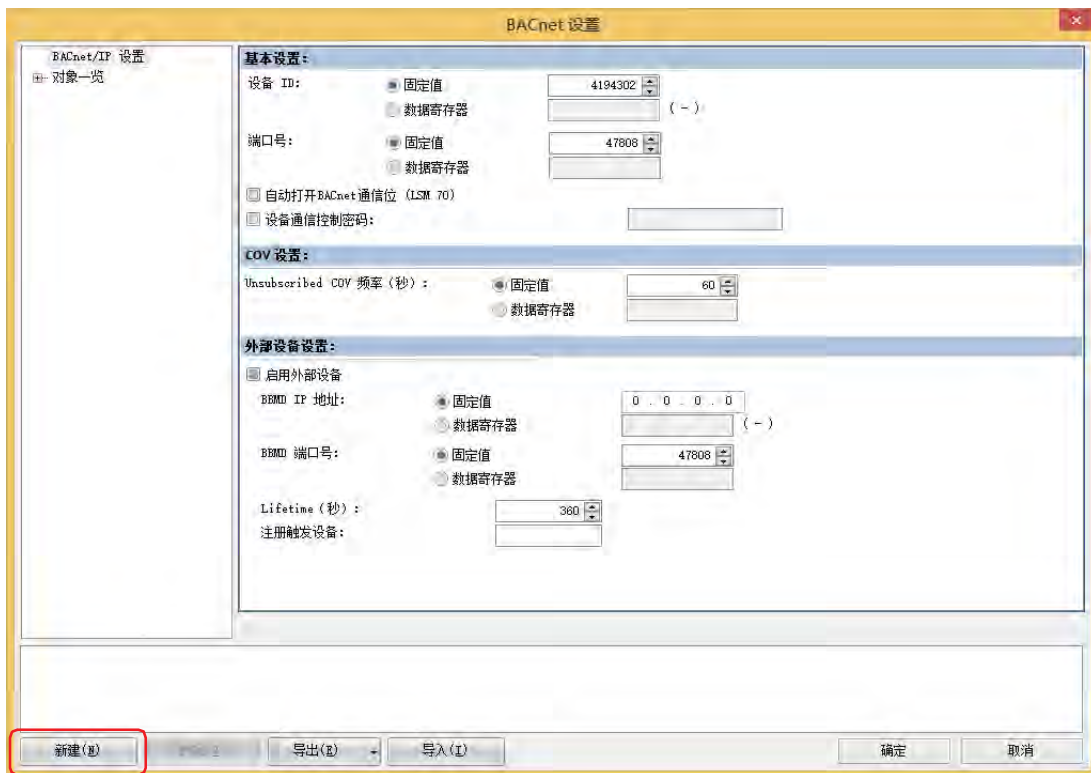 BACnet 设置
BACnet/IP 设置
对象一览
基本设置:
设备 ID: 固定值 4194302
数据寄存器 (-)
端口号: 固定值 47808
数据寄存器
自动打开BACnet通信位 (LSM 70)
设备通信控制密码:
COV 设置:
Unsubscribed COV 频率(秒): 固定值 60
数据寄存器
外部设备设置:
启用外部设备
BBMD IP 地址: 固定值 0 . 0 . 0 . 0
数据寄存器 (-)
BBMD 端口号: 固定值 47808
数据寄存器
Lifetime(秒): 360
注册触发设备:
新建(N) 导出(E) 导入(I) 确定 取消